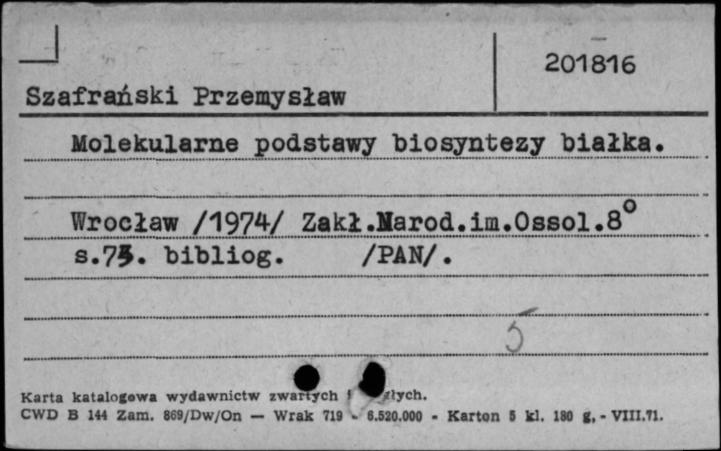 201816
Szafrański Przemysław
Molekularne podstawy biosyntezy białka.
Wrocław /1974/ Zakł.Narod.im.Ossol.8°
s.73. bibliog. /PAN/.
5
Karta katalogowa wydawnictw zwartych
CWD B 144 Zam. 869/Dw/On — Wrak 719 - 6.520.000 - Karton 5 kl. 180 g, - VIII.71.